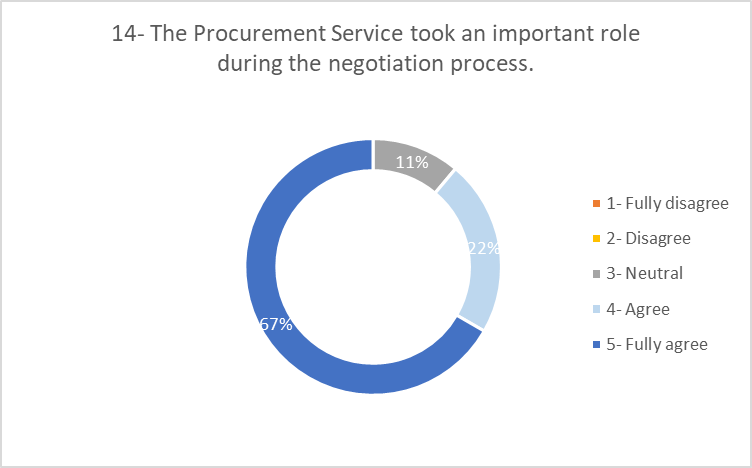 14- The Procurement Service took an important role
during the negotiation process.
11%
22%
67%
1- Fully disagree
2- Disagree
3- Neutral
4- Agree
5- Fully agree